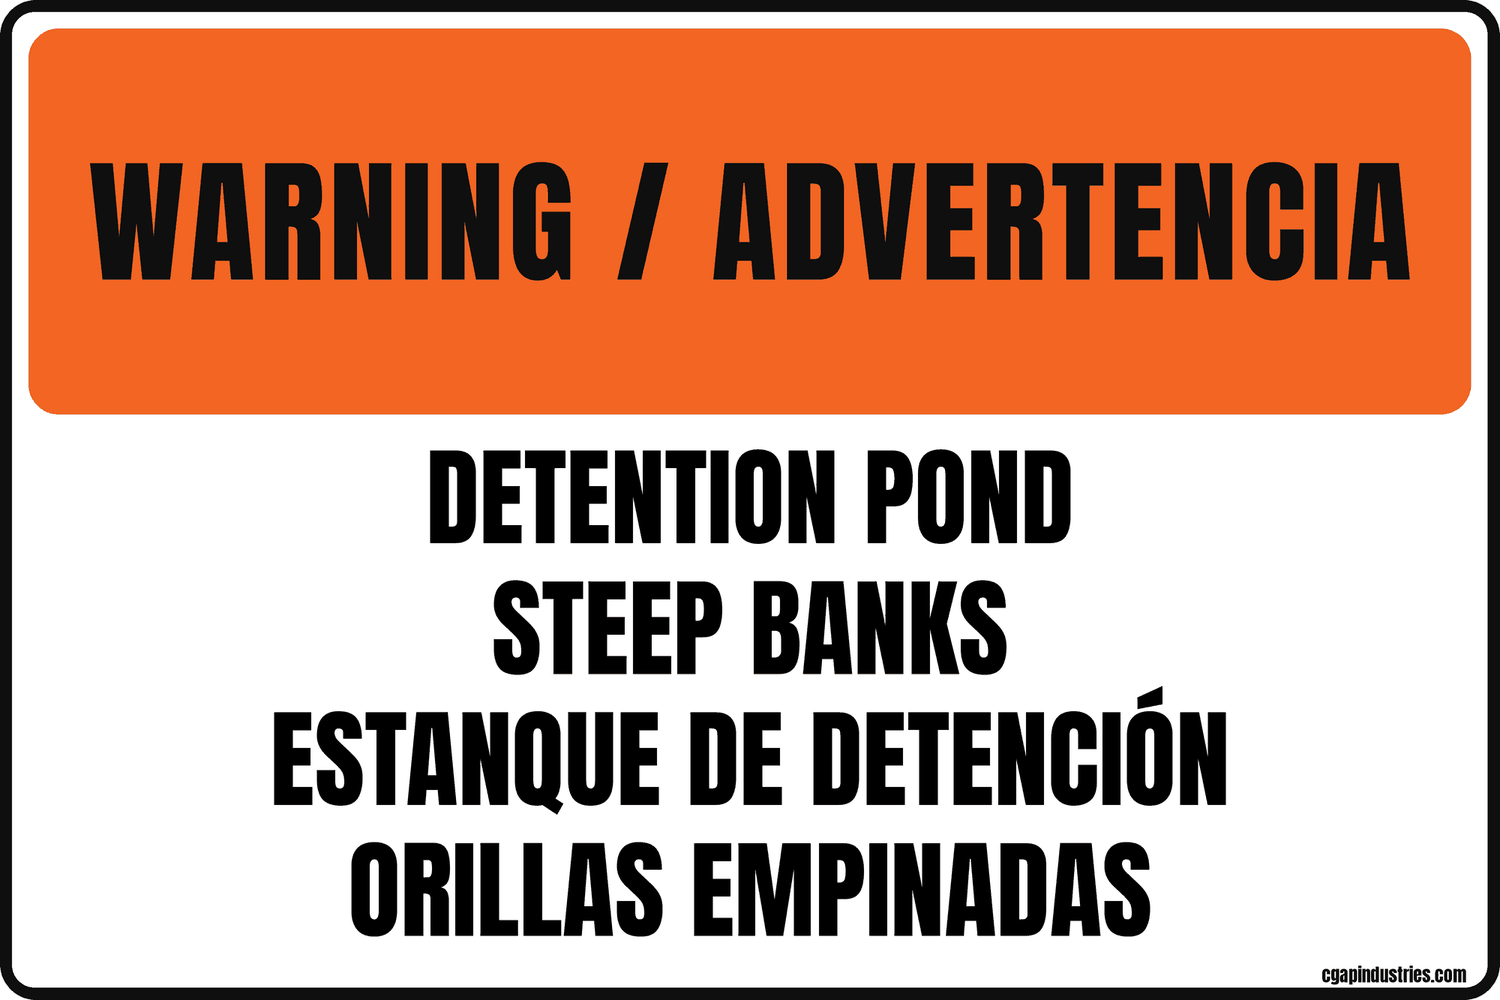 WARNING / ADVERTENCIA
DETENTION POND
STEEP BANKS
ESTANQUE DE DETENCIÓN
ORILLAS EMPINADAS
cgapindustries.com